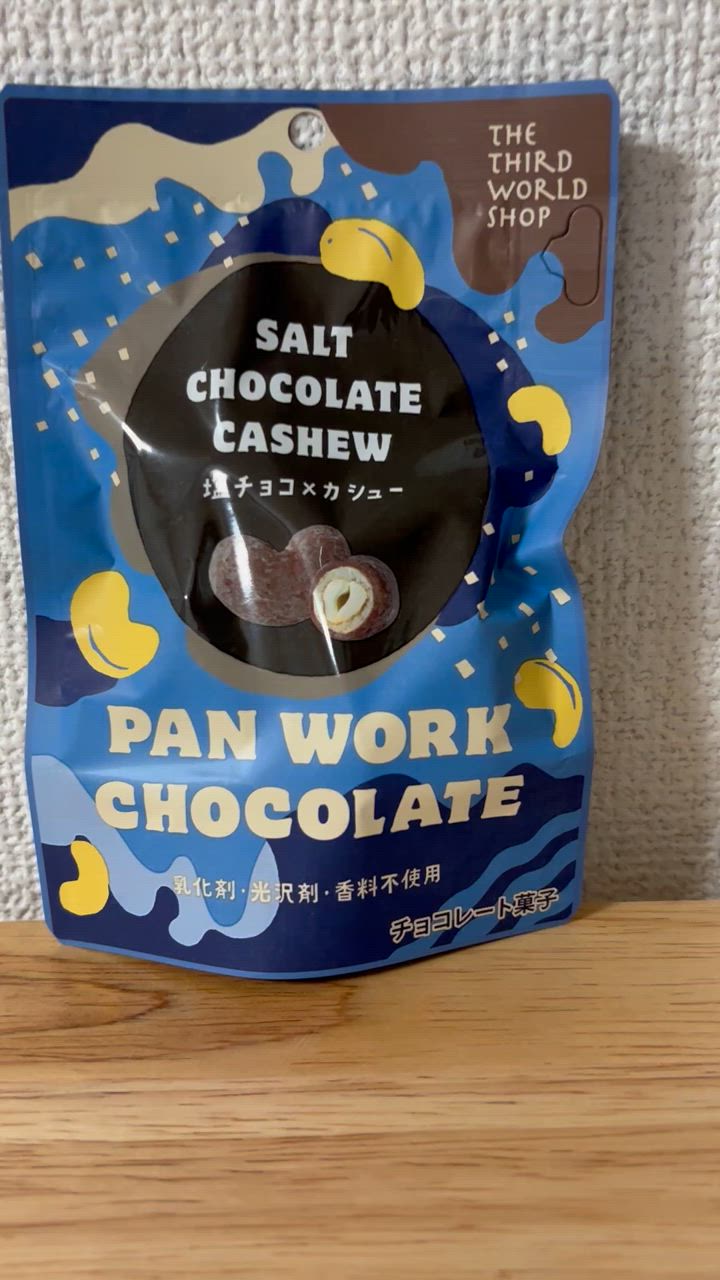 THE
THIRD
WORLD
SHOP
SALT
CHOCOLATE
CASHEW
塩チョコ×カシュー
PAN WORK
CHOCOLATE
乳化剤·光沢剤·香料不使用
チョコレート菓子